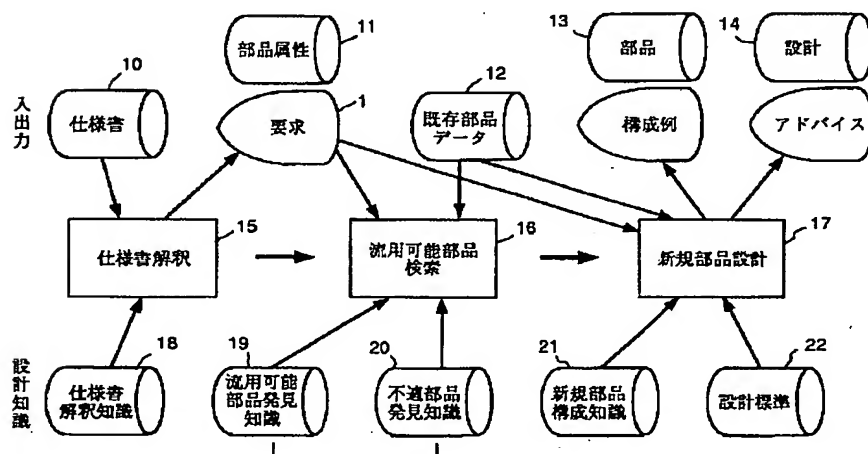 11
部品属性
13
部品
14
設計
10
仕様書
1
要求
12
既存部品
データ
構成例
アドバイス
入出力
15
仕様書解釈
16
流用可能部品
検索
17
新規部品設計
設計知識
18
仕様書
解釈知識
19
流用可能
部品発見
知識
20
不適部品
発見知識
21
新規部品
構成知識
22
設計標準